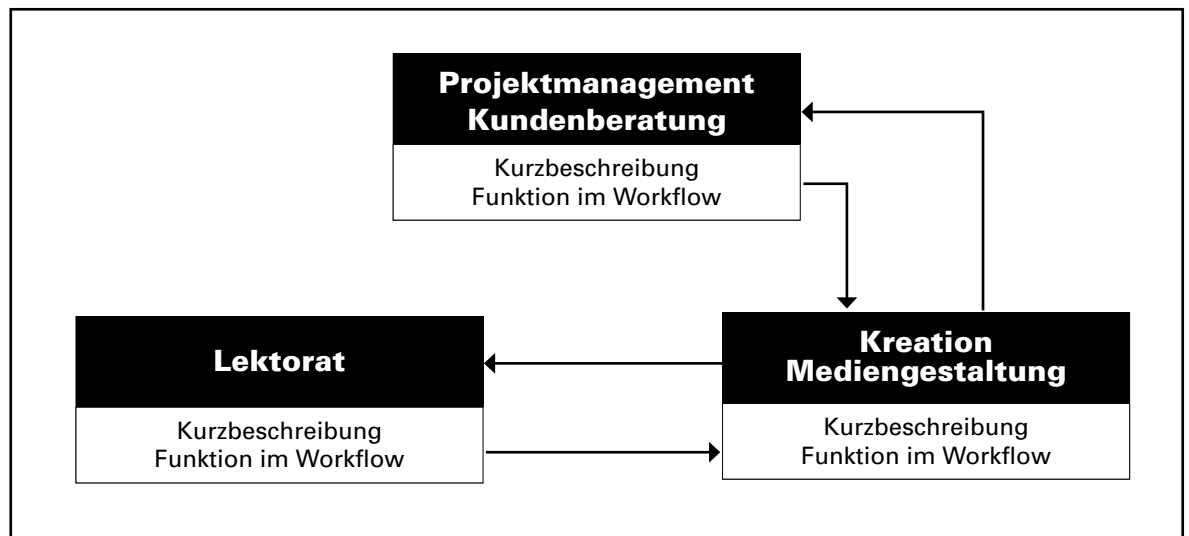 Projektmanagement
Kundenberatung
Kurzbeschreibung
Funktion im Workflow
Lektorat
Kurzbeschreibung
Funktion im Workflow
Kreation
Mediengestaltung
Kurzbeschreibung
Funktion im Workflow